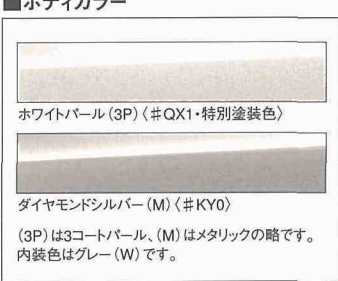 ■ボディカラー
ホワイトパール(3P)〈♯QX1・特別塗装色〉
ダイヤモンドシルバー(M)〈♯KY0〉
(3P)は3コートパール、(M)はメタリックの略です。
内装色はグレー(W)です。